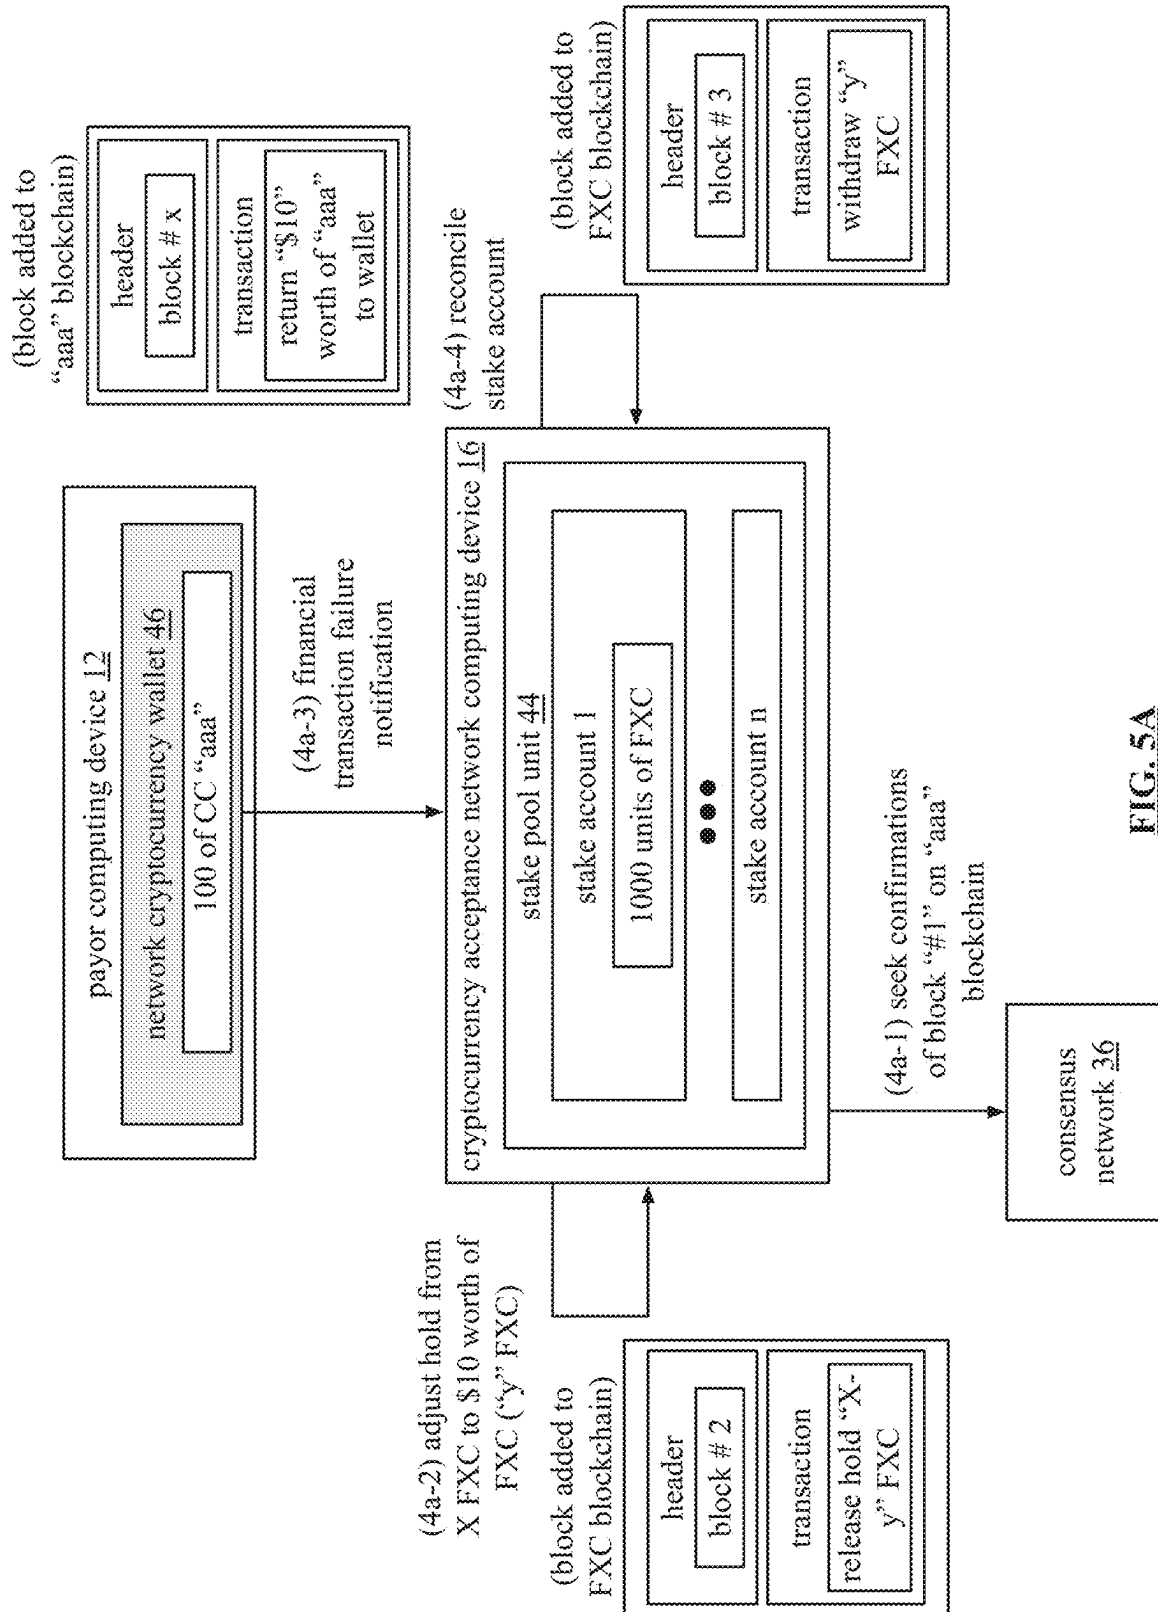 payor computing device 12
network cryptocurrency wallet 46
100 of CC “aaa”
(block added to
“aaa” blockchain)
header
block # x
transaction
return “$10”
worth of “aaa”
to wallet
(4a-3) financial
transaction failure
notification
(4a-2) adjust hold from
X FXC to $10 worth of
FXC (“y” FXC)
cryptocurrency acceptance network computing device 16
stake pool unit 44
stake account 1
1000 units of FXC
stake account n
(4a-4) reconcile
stake account
(block added to
FXC blockchain)
header
block # 2
transaction
release hold “X-
y” FXC
(block added to
FXC blockchain)
header
block # 3
transaction
withdraw “y”
FXC
(4a-1) seek confirmations
of block “#1” on “aaa”
blockchain
consensus
network 36
FIG. 5A